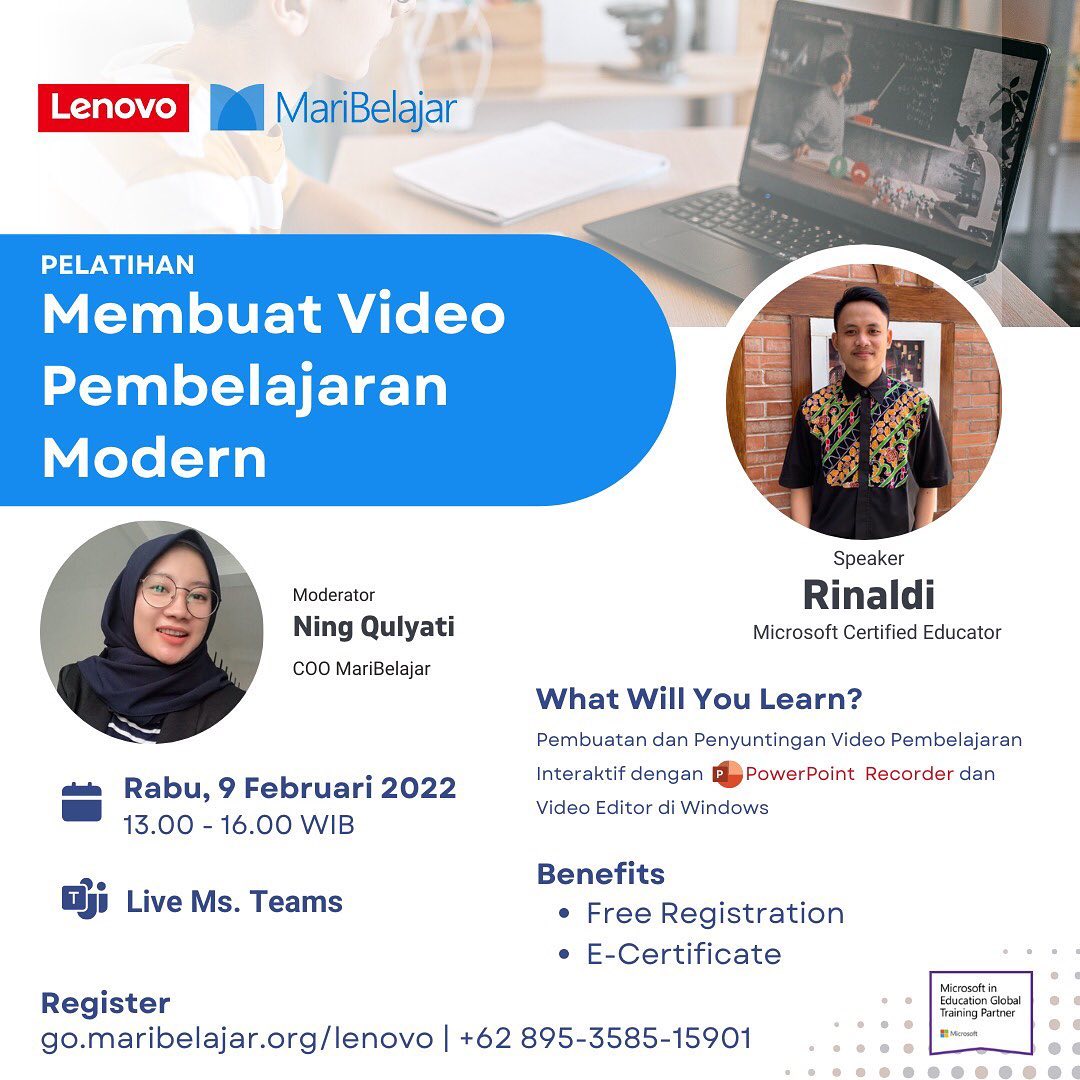 Lenovo
MariBelajar
PELATIHAN
Membuat Video
Pembelajaran
Modern
Speaker
Rinaldi
Microsoft Certified Educator
Moderator
Ning Qulyati
COO MariBelajar
What Will You Learn?
Pembuatan dan Penyuntingan Video Pembelajaran
Interaktif dengan P PowerPoint Recorder dan
Video Editor di Windows
Rabu, 9 Februari 2022
13.00 - 16.00 WIB
T
Live Ms. Teams
Benefits
• Free Registration
• E-Certificate
Register
go.maribelajar.org/lenovo | +62 895-3585-15901
Microsoft in
Education Global
Training Partner
Microsoft